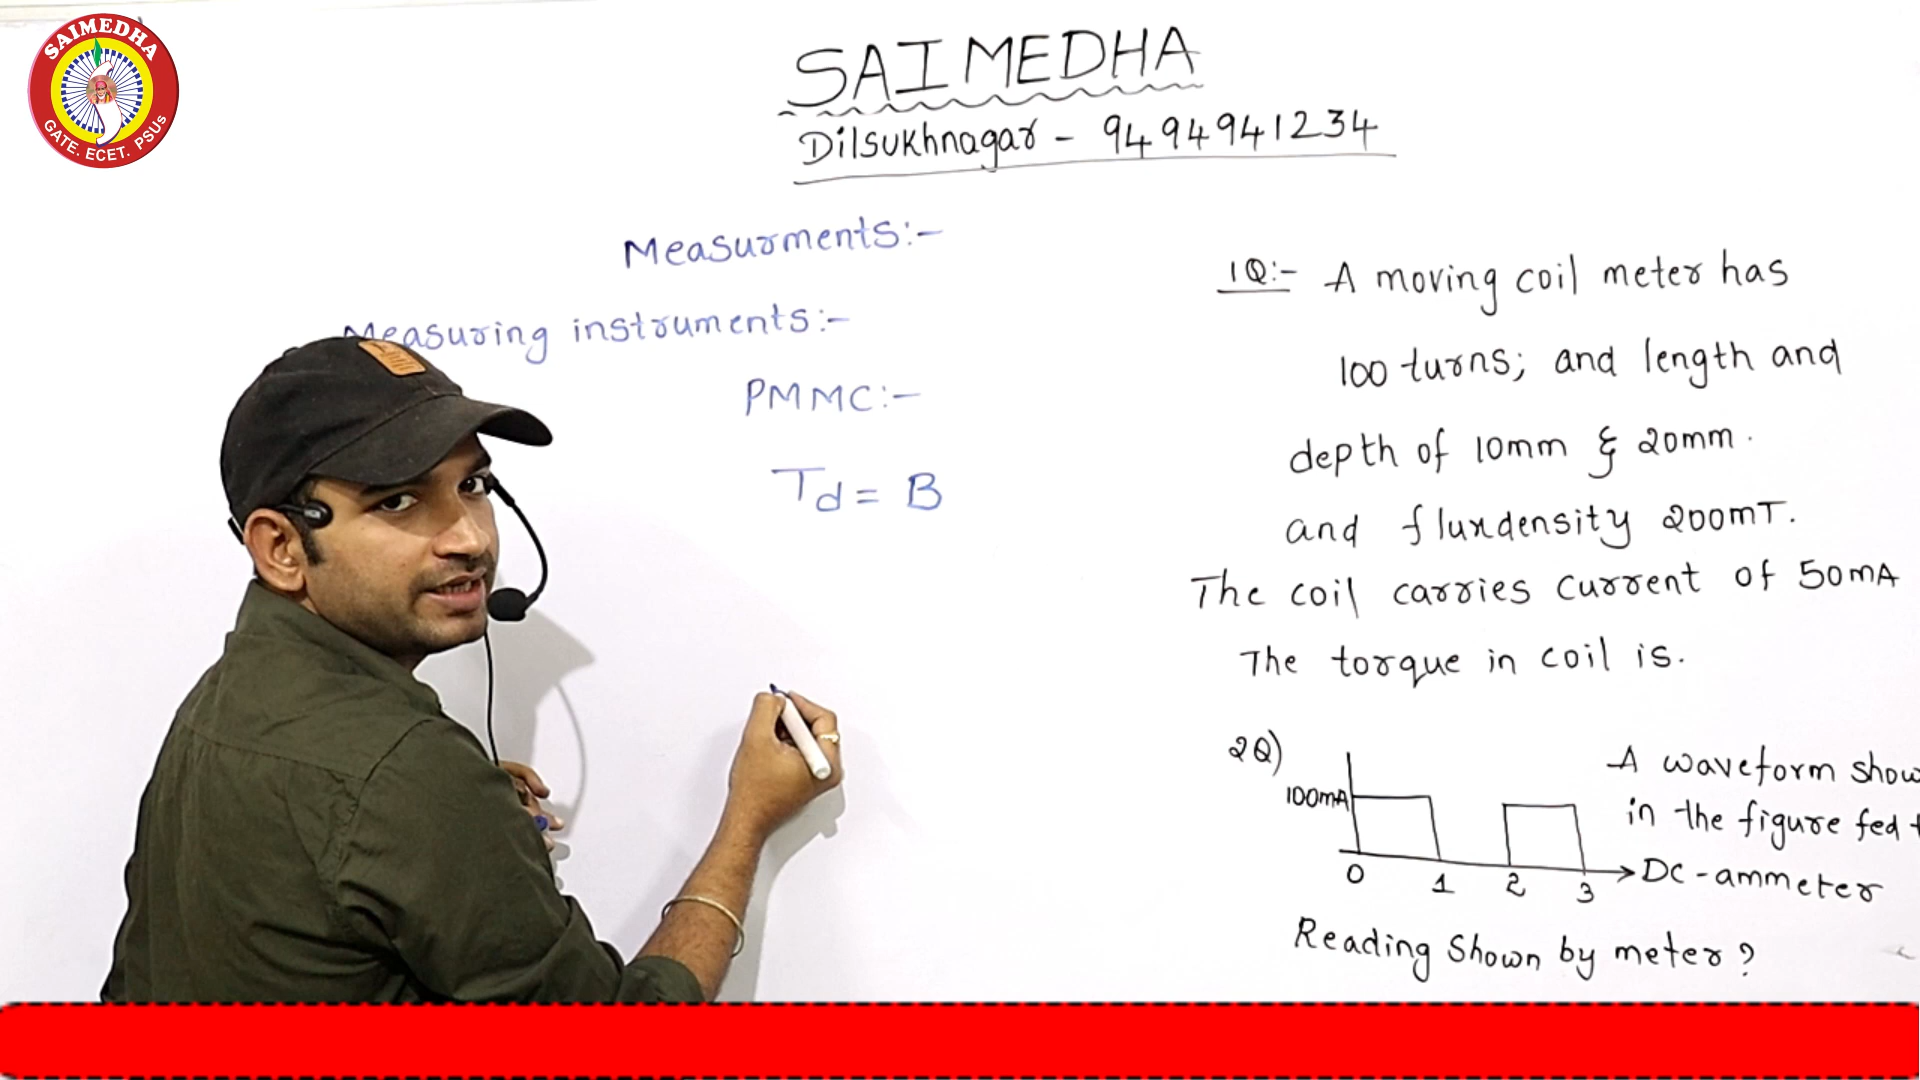 SAIMEDHA
GATE. ECET. PSUs
SAIMEDHA
Dilsukhnagar - 9494941234
Measurments:-
Measuring instruments:-
PMMC:-
Td = B
1Q:- A moving coil meter has
100 turns; and length and
depth of 10mm & 20mm.
and fluxdensity 200mT.
The coil carries current of 50mA
The torque in coil is.
2Q)
100mA
0 1 2 3
A waveform show
in the figure fed
DC-ammeter
Reading shown by meter?